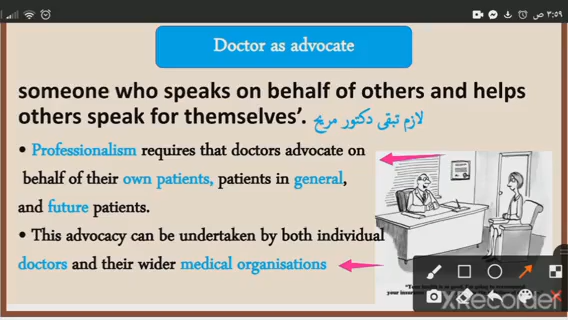 ٣:٥٩ ص
Doctor as advocate
someone who speaks on behalf of others and helps
others speak for themselves’. لازم تبقى دكتور مريح
• Professionalism requires that doctors advocate on
behalf of their own patients, patients in general,
and future patients.
• This advocacy can be undertaken by both individual
doctors and their wider medical organisations
XRecorder